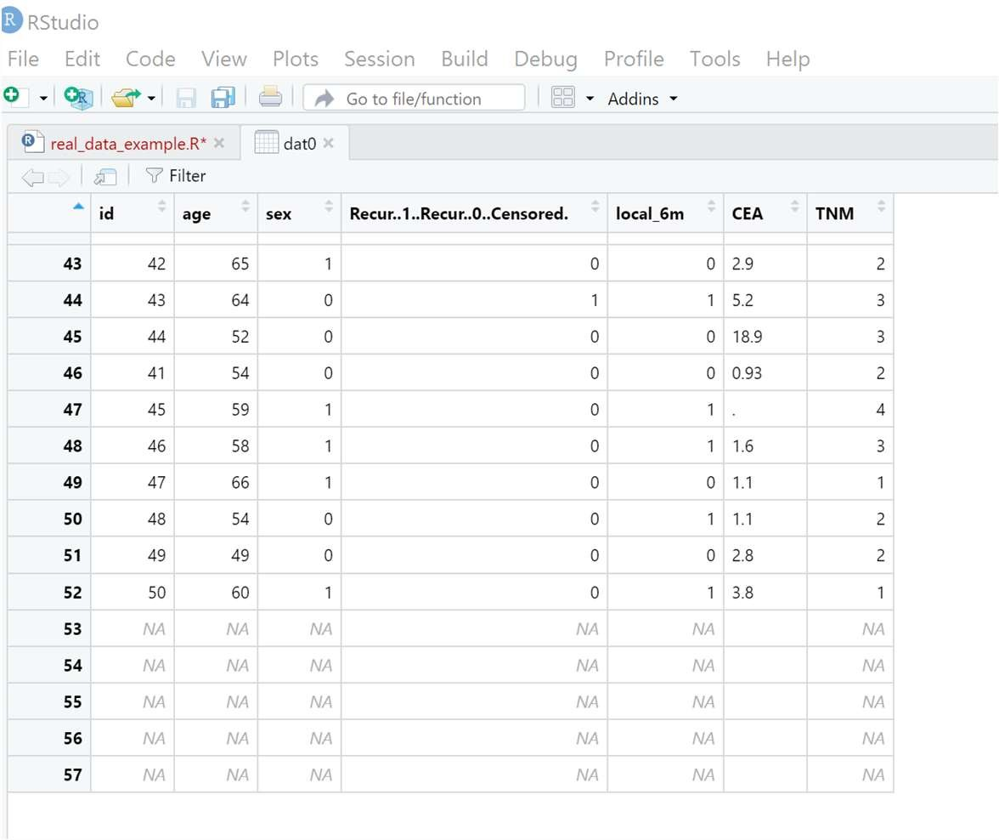 R RStudio
File Edit Code View Plots Session Build Debug Profile Tools Help
R Go to file/function Addins
R real_data_example.R* dat0
Filter
id age sex Recur..1..Recur..0..Censored. local_6m CEA TNM
43 42 65 1 0 0 2.9 2
44 43 64 0 1 1 5.2 3
45 44 52 0 0 0 18.9 3
46 41 54 0 0 0 0.93 2
47 45 59 1 0 1 . 4
48 46 58 1 0 1 1.6 3
49 47 66 1 0 0 1.1 1
50 48 54 0 0 1 1.1 2
51 49 49 0 0 0 2.8 2
52 50 60 1 0 1 3.8 1
53 NA NA NA NA NA NA
54 NA NA NA NA NA NA
55 NA NA NA NA NA NA
56 NA NA NA NA NA NA
57 NA NA NA NA NA NA